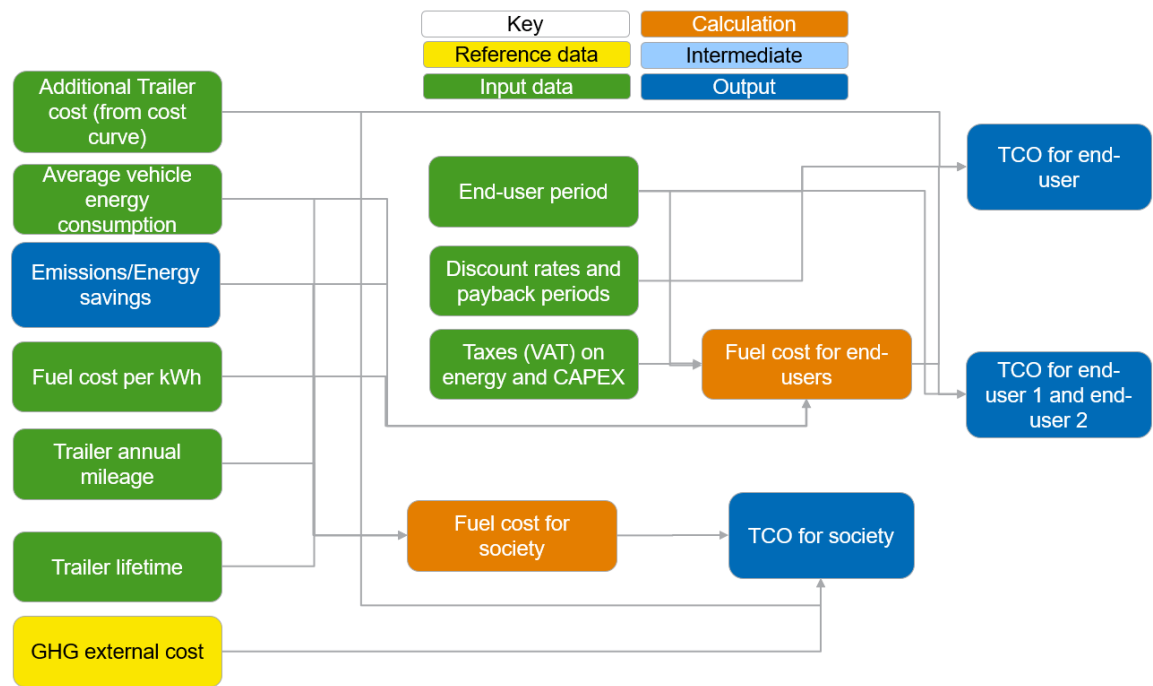 Key
Calculation
Reference data
Intermediate
Input data
Output
Additional Trailer
cost (from cost
curve)
Average vehicle
energy
consumption
Emissions/Energy
savings
Fuel cost per kWh
Trailer annual
mileage
Trailer lifetime
GHG external cost
End-user period
Discount rates and
payback periods
Taxes (VAT) on
energy and CAPEX
Fuel cost for end-
users
Fuel cost for
society
TCO for society
TCO for end-
user
TCO for end-
user 1 and end-
user 2